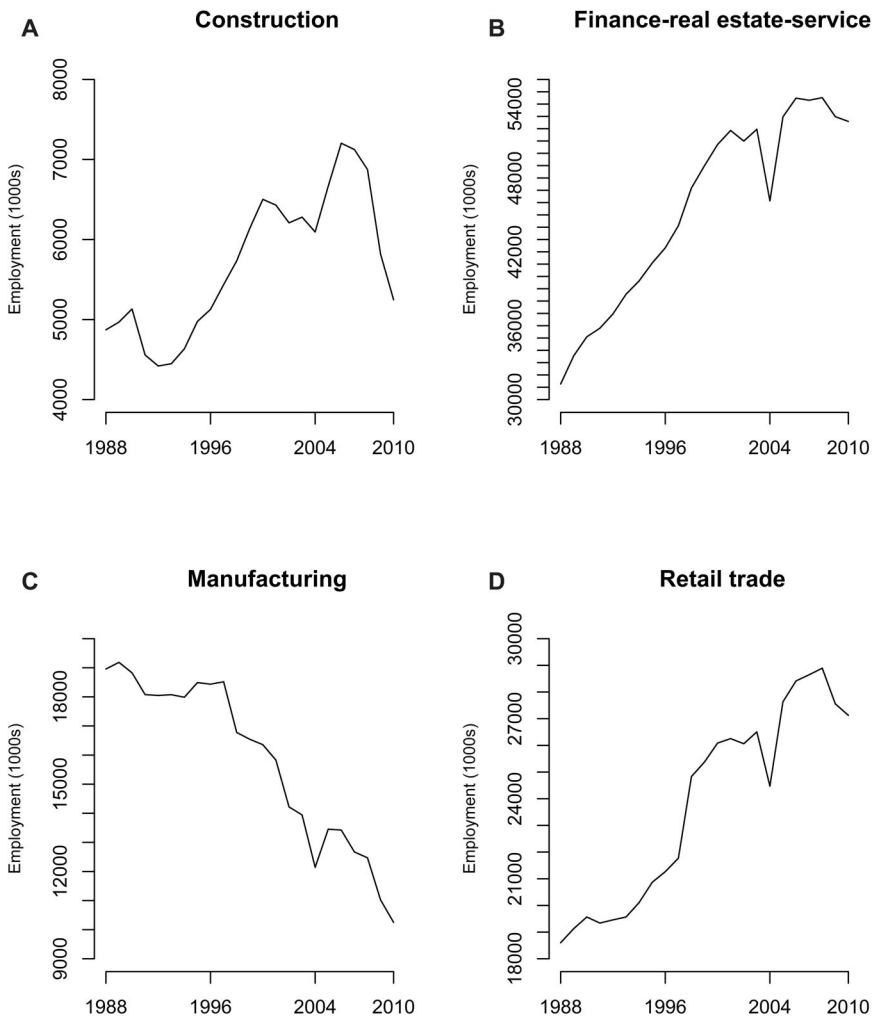 A
Construction
Employment (1000s)
8000
7000
6000
5000
4000
1988 1996 2004 2010
B
Finance-real estate-service
Employment (1000s)
54000
48000
42000
36000
30000
1988 1996 2004 2010
C
Manufacturing
Employment (1000s)
18000
15000
12000
9000
1988 1996 2004 2010
D
Retail trade
Employment (1000s)
30000
27000
24000
21000
18000
1988 1996 2004 2010